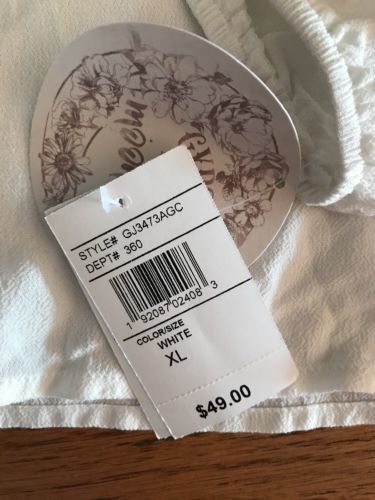 STYLE# GJ3473AGC
DEPT# 360
1 92087 02408 3
COLOR/SIZE
WHITE
XL
$49.00